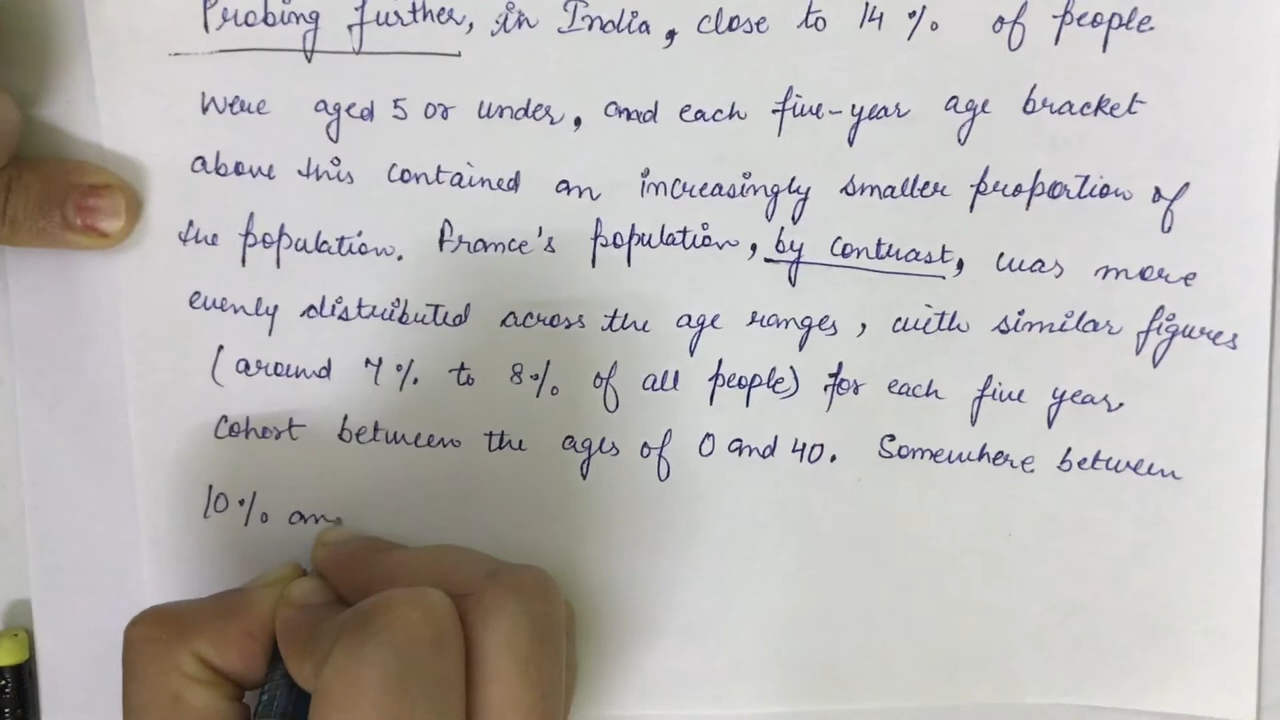 Probing further, in India, close to 14% of people
were aged 5 or under, and each five-year age bracket
above this contained an increasingly smaller proportion of
the population. France's population, by contrast, was more
evenly distributed across the age ranges, with similar figures
(around 7% to 8% of all people) for each five year
cohort between the ages of 0 and 40. Somewhere between
10% an